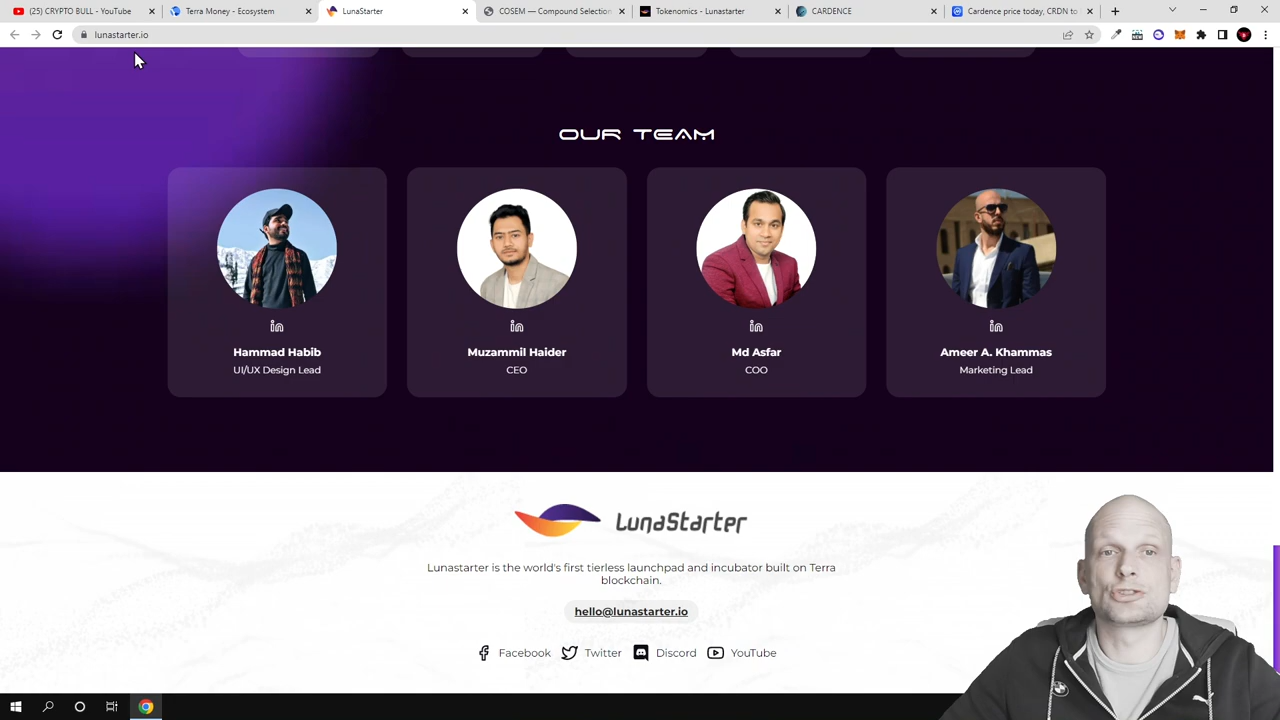 (25) CRYPTO BULL - YouTube
Terra Money - Ecosystem
LunaStarter
COSEM — Compound Selection
Tokenomics - Lunastarter
CARDENCE
Cardence price today, CRDN to
lunastarter.io
OUR TEAM
Hammad Habib
UI/UX Design Lead
Muzammil Haider
CEO
Md Asfar
COO
Ameer A. Khammas
Marketing Lead
LunaStarter
Lunastarter is the world's first tierless launchpad and incubator built on Terra
blockchain.
hello@lunastarter.io
Facebook
Twitter
Discord
YouTube